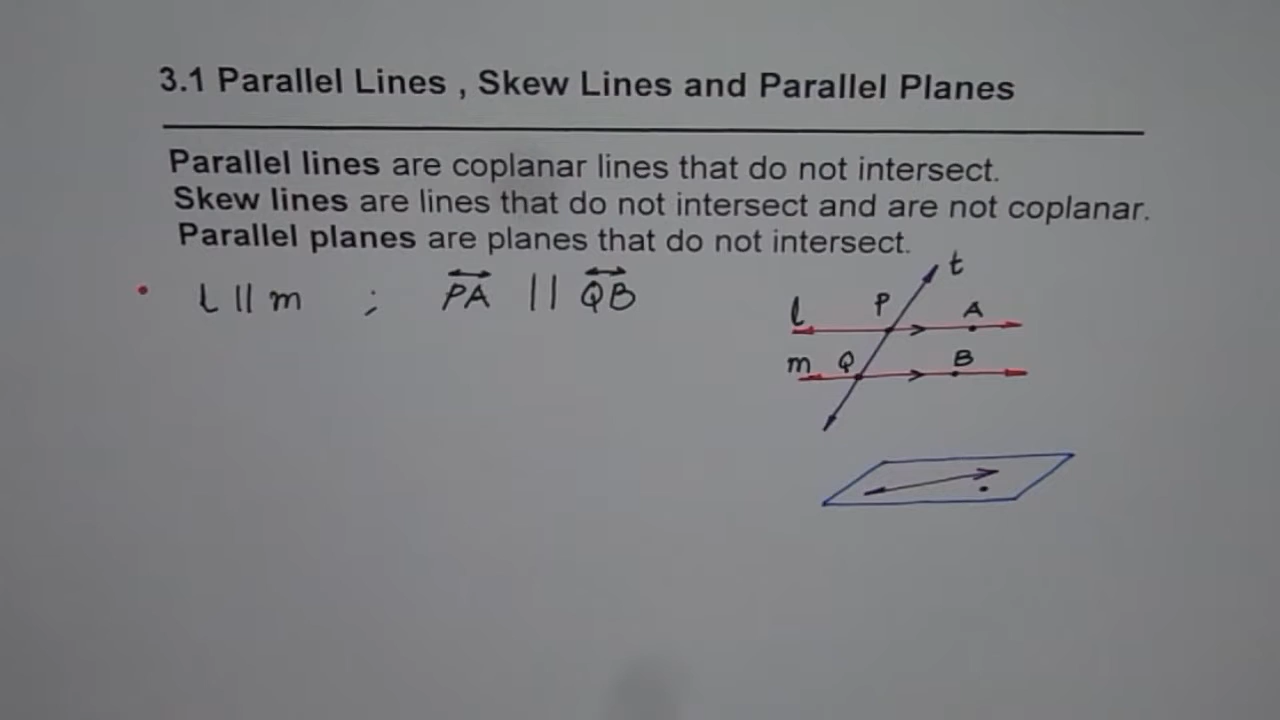 3.1 Parallel Lines , Skew Lines and Parallel Planes
Parallel lines are coplanar lines that do not intersect.
Skew lines are lines that do not intersect and are not coplanar.
Parallel planes are planes that do not intersect.
l || m ; PA || QB
t
l P A
m Q B